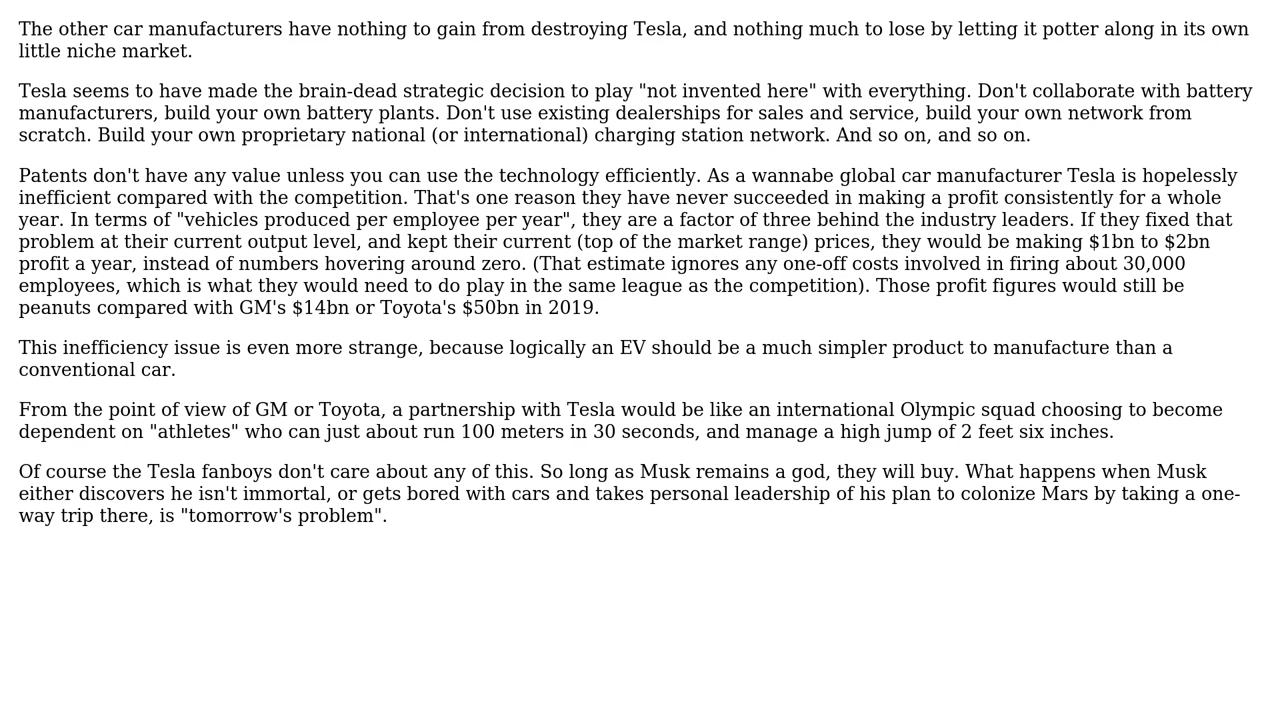 The other car manufacturers have nothing to gain from destroying Tesla, and nothing much to lose by letting it potter along in its own
little niche market.
Tesla seems to have made the brain-dead strategic decision to play "not invented here" with everything. Don't collaborate with battery
manufacturers, build your own battery plants. Don't use existing dealerships for sales and service, build your own network from
scratch. Build your own proprietary national (or international) charging station network. And so on, and so on.
Patents don't have any value unless you can use the technology efficiently. As a wannabe global car manufacturer Tesla is hopelessly
inefficient compared with the competition. That's one reason they have never succeeded in making a profit consistently for a whole
year. In terms of "vehicles produced per employee per year", they are a factor of three behind the industry leaders. If they fixed that
problem at their current output level, and kept their current (top of the market range) prices, they would be making $1bn to $2bn
profit a year, instead of numbers hovering around zero. (That estimate ignores any one-off costs involved in firing about 30,000
employees, which is what they would need to do play in the same league as the competition). Those profit figures would still be
peanuts compared with GM's $14bn or Toyota's $50bn in 2019.
This inefficiency issue is even more strange, because logically an EV should be a much simpler product to manufacture than a
conventional car.
From the point of view of GM or Toyota, a partnership with Tesla would be like an international Olympic squad choosing to become
dependent on "athletes" who can just about run 100 meters in 30 seconds, and manage a high jump of 2 feet six inches.
Of course the Tesla fanboys don't care about any of this. So long as Musk remains a god, they will buy. What happens when Musk
either discovers he isn't immortal, or gets bored with cars and takes personal leadership of his plan to colonize Mars by taking a one-
way trip there, is "tomorrow's problem".